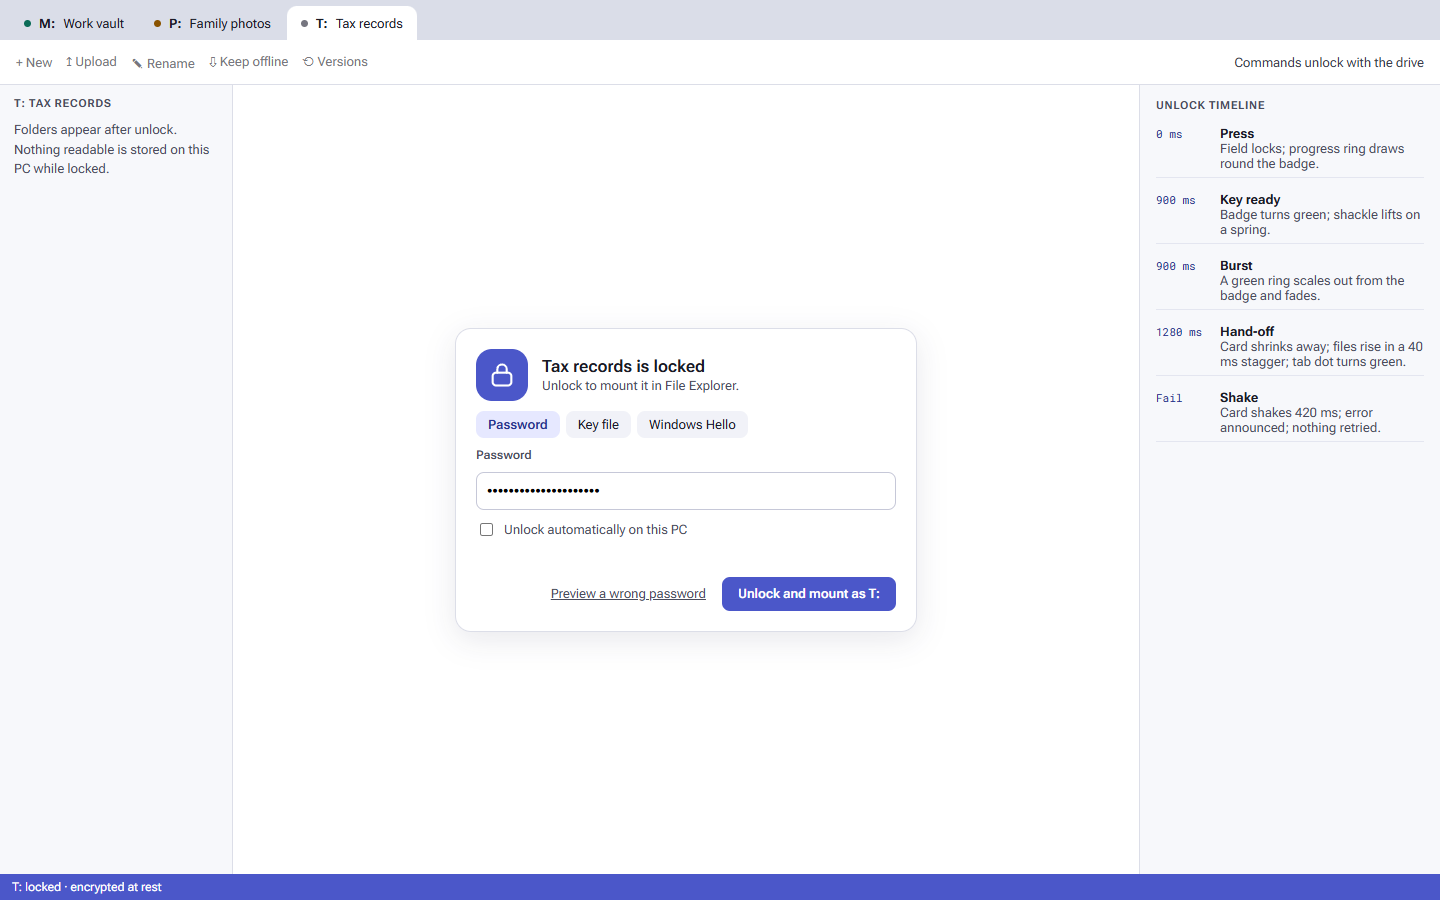 M: Work vault
P: Family photos
T: Tax records
+ New
Upload
Rename
Keep offline
Versions
Commands unlock with the drive
T: TAX RECORDS
Folders appear after unlock.
Nothing readable is stored on this
PC while locked.
Tax records is locked
Unlock to mount it in File Explorer.
Password
Key file
Windows Hello
Password
•••••••••••••••••••••
Unlock automatically on this PC
Preview a wrong password
Unlock and mount as T:
UNLOCK TIMELINE
0 ms
Press
Field locks; progress ring draws
round the badge.
900 ms
Key ready
Badge turns green; shackle lifts on
a spring.
900 ms
Burst
A green ring scales out from the
badge and fades.
1280 ms
Hand-off
Card shrinks away; files rise in a 40
ms stagger; tab dot turns green.
Fail
Shake
Card shakes 420 ms; error
announced; nothing retried.
T: locked · encrypted at rest